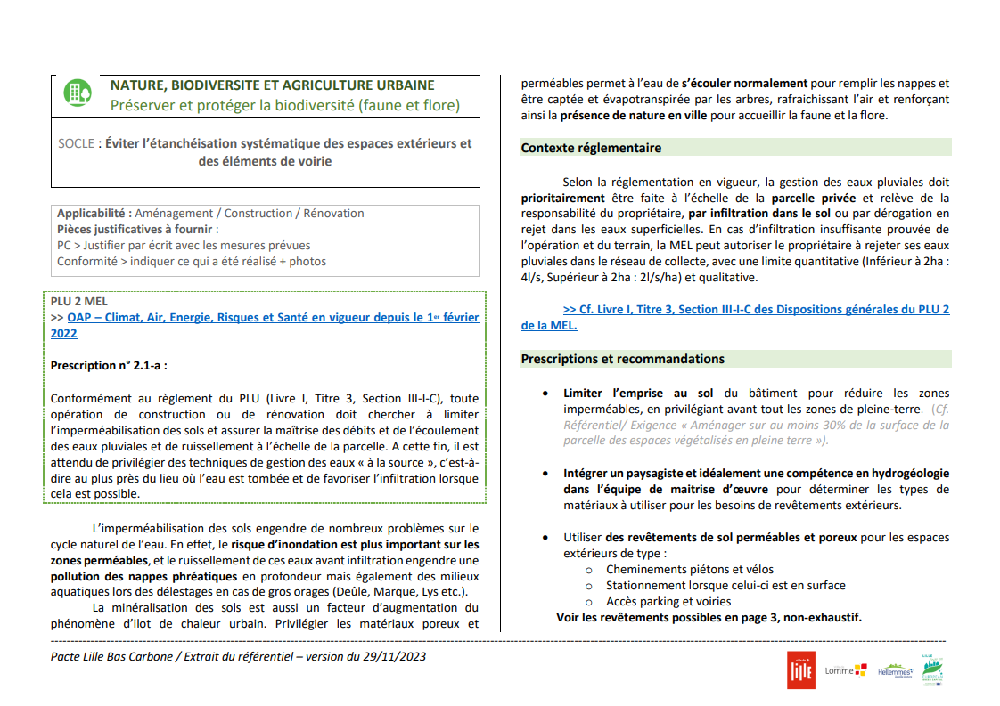 NATURE, BIODIVERSITE ET AGRICULTURE URBAINE
Préserver et protéger la biodiversité (faune et flore)
SOCLE : Éviter l’étanchéisation systématique des espaces extérieurs et
des éléments de voirie
Applicabilité : Aménagement / Construction / Rénovation
Pièces justificatives à fournir :
PC > Justifier par écrit avec les mesures prévues
Conformité > indiquer ce qui a été réalisé + photos
PLU 2 MEL
>> OAP – Climat, Air, Energie, Risques et Santé en vigueur depuis le 1er février
2022
Prescription n° 2.1-a :
Conformément au règlement du PLU (Livre I, Titre 3, Section III-I-C), toute
opération de construction ou de rénovation doit chercher à limiter
l’imperméabilisation des sols et assurer la maîtrise des débits et de l’écoulement
des eaux pluviales et de ruissellement à l’échelle de la parcelle. A cette fin, il est
attendu de privilégier des techniques de gestion des eaux « à la source », c’est-à-
dire au plus près du lieu où l’eau est tombée et de favoriser l’infiltration lorsque
cela est possible.
L’imperméabilisation des sols engendre de nombreux problèmes sur le
cycle naturel de l’eau. En effet, le risque d’inondation est plus important sur les
zones perméables, et le ruissellement de ces eaux avant infiltration engendre une
pollution des nappes phréatiques en profondeur mais également des milieux
aquatiques lors des délestages en cas de gros orages (Deûle, Marque, Lys etc.).
La minéralisation des sols est aussi un facteur d’augmentation du
phénomène d’ilot de chaleur urbain. Privilégier les matériaux poreux et
perméables permet à l’eau de s’écouler normalement pour remplir les nappes et
être captée et évapotranspirée par les arbres, rafraichissant l’air et renforçant
ainsi la présence de nature en ville pour accueillir la faune et la flore.
Contexte réglementaire
Selon la réglementation en vigueur, la gestion des eaux pluviales doit
prioritairement être faite à l’échelle de la parcelle privée et relève de la
responsabilité du propriétaire, par infiltration dans le sol ou par dérogation en
rejet dans les eaux superficielles. En cas d’infiltration insuffisante prouvée de
l’opération et du terrain, la MEL peut autoriser le propriétaire à rejeter ses eaux
pluviales dans le réseau de collecte, avec une limite quantitative (Inférieur à 2ha :
4l/s, Supérieur à 2ha : 2l/s/ha) et qualitative.
>> Cf. Livre I, Titre 3, Section III-I-C des Dispositions générales du PLU 2
de la MEL.
Prescriptions et recommandations
• Limiter l’emprise au sol du bâtiment pour réduire les zones
imperméables, en privilégiant avant tout les zones de pleine-terre. (Cf.
Référentiel/ Exigence « Aménager sur au moins 30% de la surface de la
parcelle des espaces végétalisés en pleine terre »).
• Intégrer un paysagiste et idéalement une compétence en hydrogéologie
dans l’équipe de maitrise d’œuvre pour déterminer les types de
matériaux à utiliser pour les besoins de revêtements extérieurs.
• Utiliser des revêtements de sol perméables et poreux pour les espaces
extérieurs de type :
o Cheminements piétons et vélos
o Stationnement lorsque celui-ci est en surface
o Accès parking et voiries
Voir les revêtements possibles en page 3, non-exhaustif.
Pacte Lille Bas Carbone / Extrait du référentiel – version du 29/11/2023
lille
Lomme
Hellemmes
LILLE
EUROPEAN